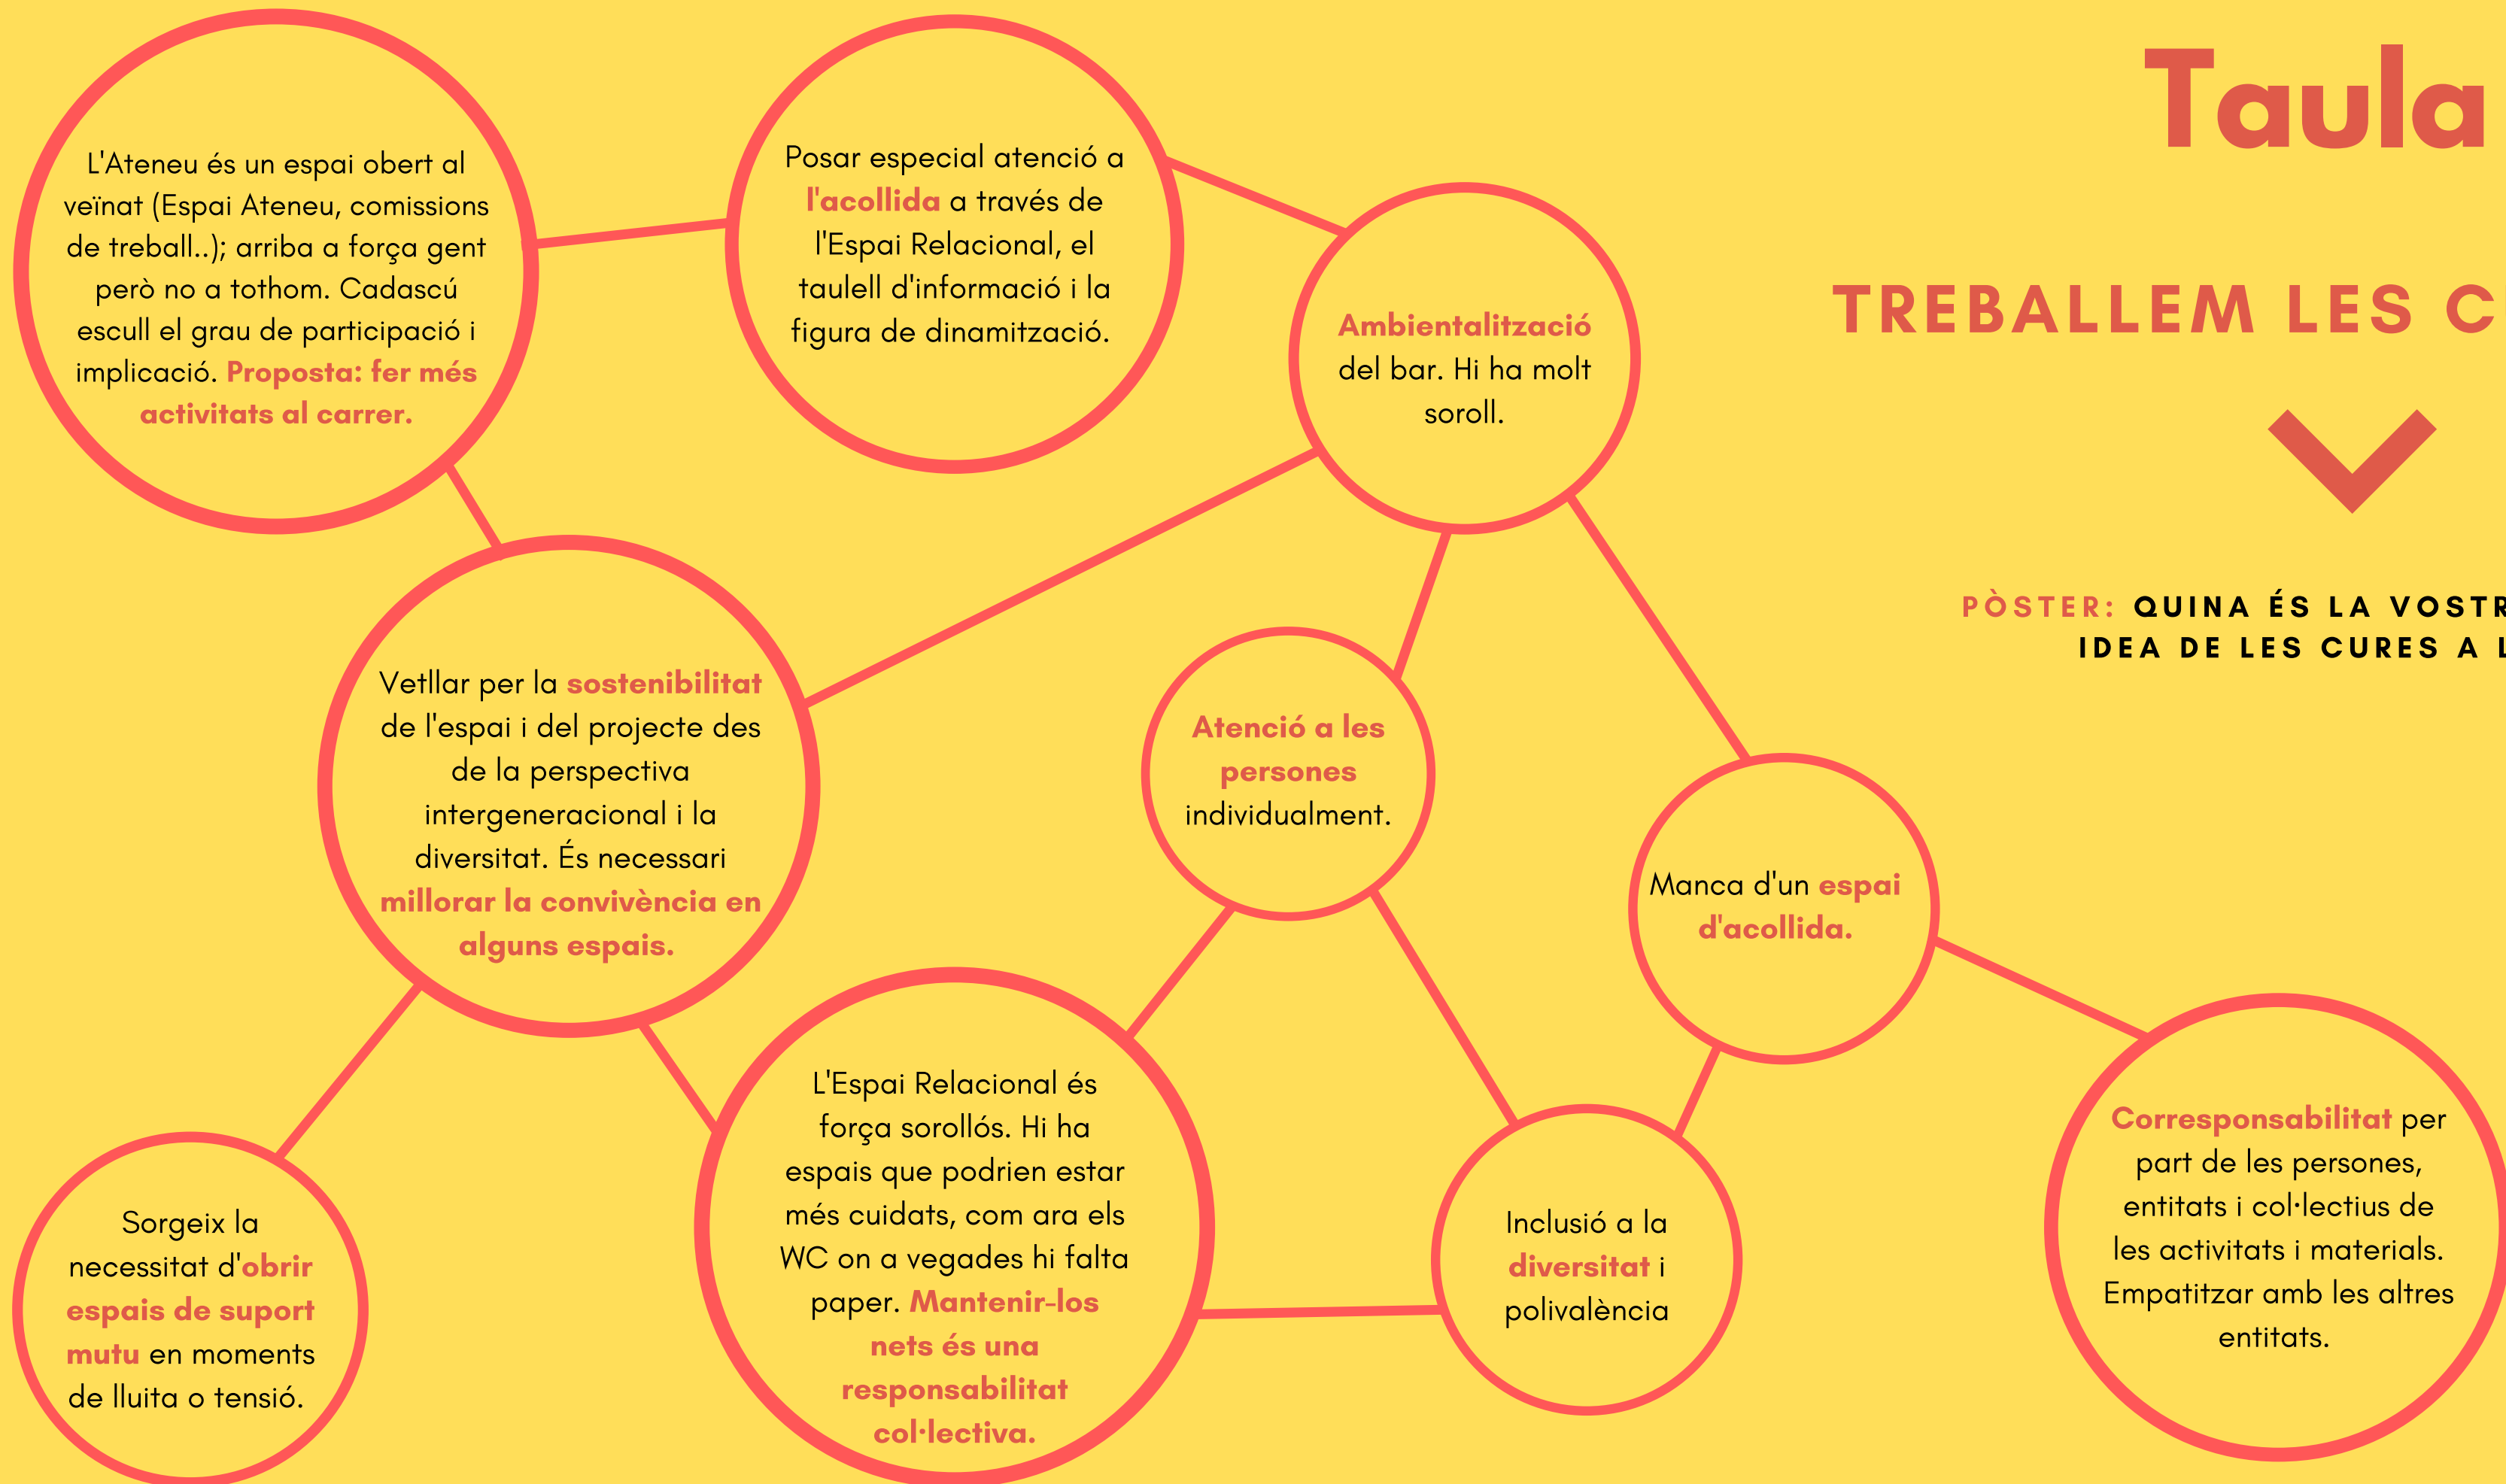 Taula
TREBALLEM LES C
PÒSTER: QUINA ÉS LA VOSTR
IDEA DE LES CURES A L
L'Ateneu és un espai obert al
veïnat (Espai Ateneu, comissions
de treball..); arriba a força gent
però no a tothom. Cadascú
escull el grau de participació i
implicació. Proposta: fer més
activitats al carrer.
Posar especial atenció a
l'acollida a través de
l'Espai Relacional, el
taulell d'informació i la
figura de dinamització.
Ambientalització
del bar. Hi ha molt
soroll.
Vetllar per la sostenibilitat
de l'espai i del projecte des
de la perspectiva
intergeneracional i la
diversitat. És necessari
millorar la convivència en
alguns espais.
Atenció a les
persones
individualment.
Manca d'un espai
d'acollida.
Sorgeix la
necessitat d'obrir
espais de suport
mutu en moments
de lluita o tensió.
L'Espai Relacional és
força sorollós. Hi ha
espais que podrien estar
més cuidats, com ara els
WC on a vegades hi falta
paper. Mantenir-los
nets és una
responsabilitat
col·lectiva.
Inclusió a la
diversitat i
polivalència
Corresponsabilitat per
part de les persones,
entitats i col·lectius de
les activitats i materials.
Empatitzar amb les altres
entitats.